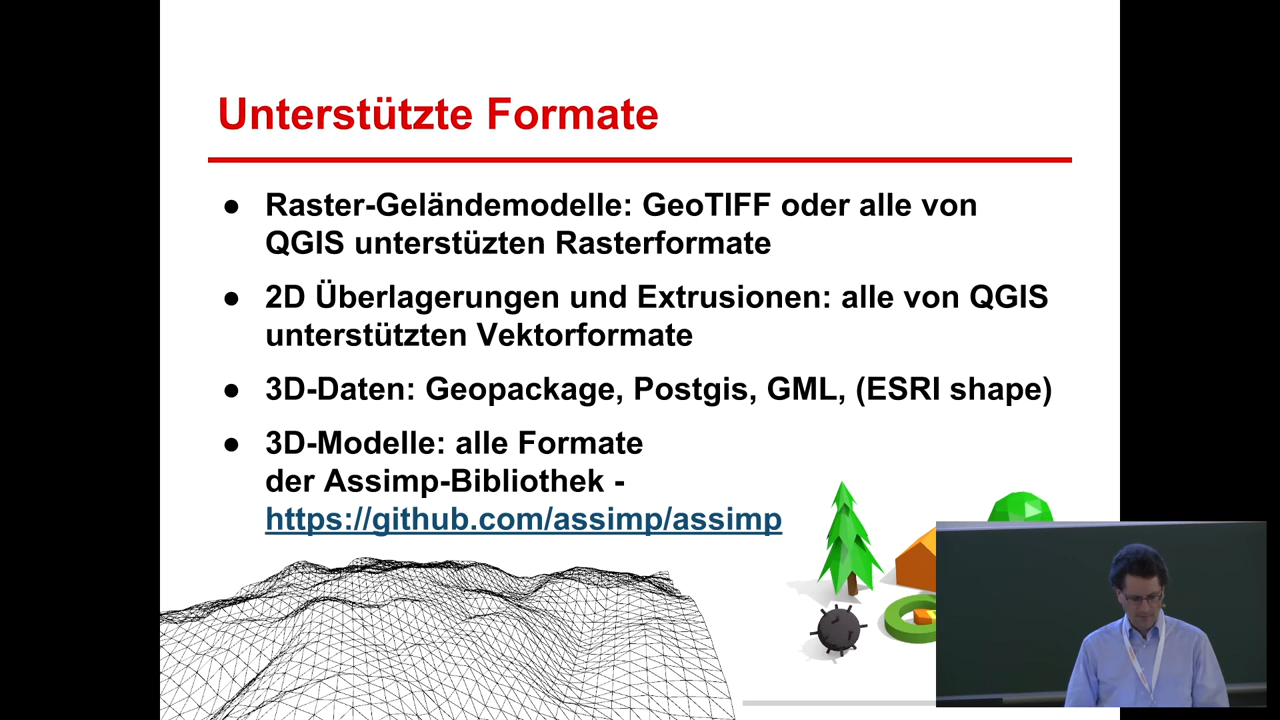 Unterstützte Formate
● Raster-Geländemodelle: GeoTIFF oder alle von
QGIS unterstüzten Rasterformate
● 2D Überlagerungen und Extrusionen: alle von QGIS
unterstützten Vektorformate
● 3D-Daten: Geopackage, Postgis, GML, (ESRI shape)
● 3D-Modelle: alle Formate
der Assimp-Bibliothek -
https://github.com/assimp/assimp